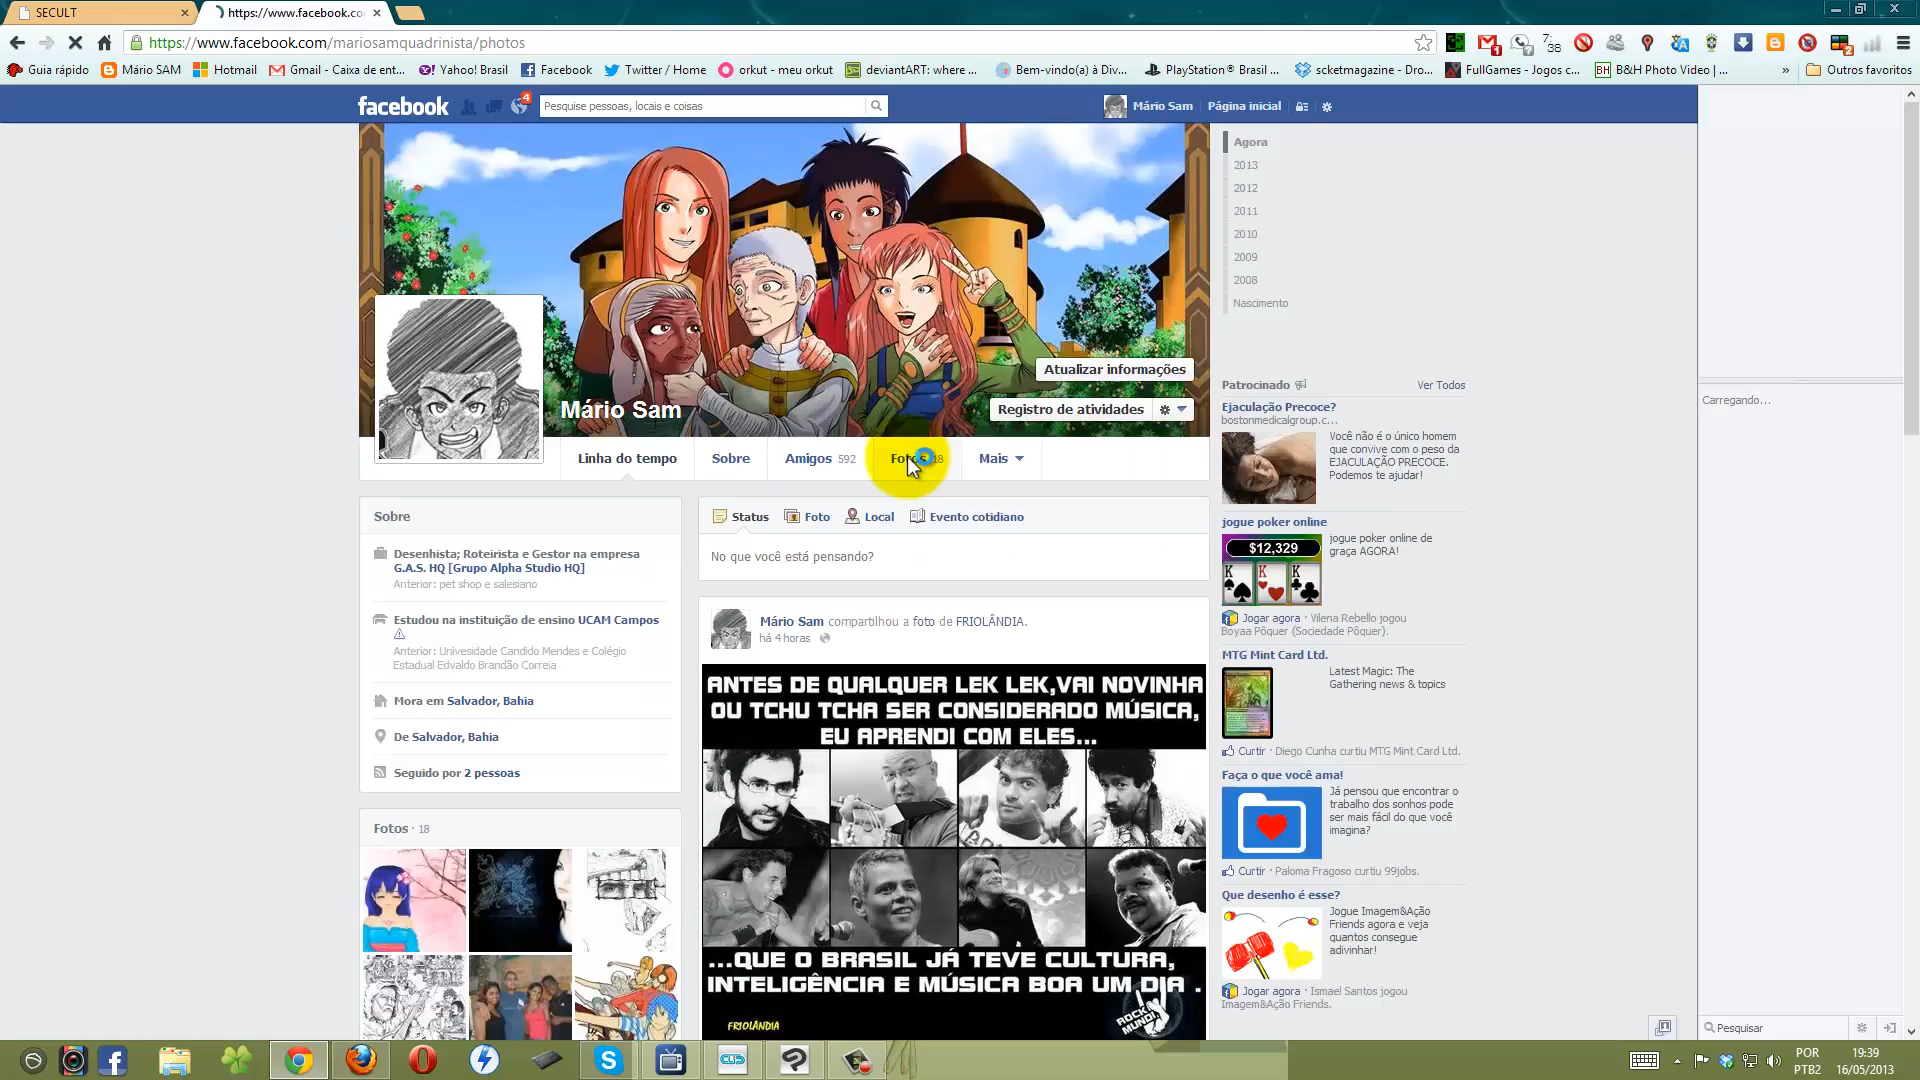 SECULT
https://www.facebook.co
https://www.facebook.com/mariosamquadrinista/photos
7:
38
1
2
Guia rápido
Mário SAM
Hotmail
Gmail - Caixa de ent...
Yahoo! Brasil
Facebook
Twitter / Home
orkut - meu orkut
deviantART: where ...
Bem-vindo(a) à Div...
PlayStation® Brasil ...
scketmagazine - Dro...
FullGames - Jogos c...
BH B&H Photo Video | ...
»
Outros favoritos
facebook
4
Pesquise pessoas, locais e coisas
Mário Sam
Página inicial
Agora
2013
2012
2011
2010
2009
2008
Nascimento
Atualizar informações
Mário Sam
Registro de atividades
Linha do tempo
Sobre
Amigos 592
Fotos 18
Mais
Sobre
Desenhista; Roteirista e Gestor na empresa
G.A.S. HQ [Grupo Alpha Studio HQ]
Anterior: pet shop e salesiano
Estudou na instituição de ensino UCAM Campos
Anterior: Univesidade Candido Mendes e Colégio
Estadual Edvaldo Brandão Correia
Mora em Salvador, Bahia
De Salvador, Bahia
Seguido por 2 pessoas
Fotos · 18
Status
Foto
Local
Evento cotidiano
No que você está pensando?
Mário Sam compartilhou a foto de FRIOLÂNDIA.
há 4 horas
ANTES DE QUALQUER LEK LEK,VAI NOVINHA
OU TCHU TCHA SER CONSIDERADO MÚSICA,
EU APRENDI COM ELES...
...QUE O BRASIL JÁ TEVE CULTURA,
INTELIGÊNCIA E MÚSICA BOA UM DIA .
FRIOLÂNDIA
ROCK
MUNDI
Patrocinado
Ver Todos
Ejaculação Precoce?
bostonmedicalgroup.c...
Você não é o único homem
que convive com o peso da
EJACULAÇÃO PRECOCE.
Podemos te ajudar!
jogue poker online
$12,329
K K K
jogue poker online de
graça AGORA!
Jogar agora · Vilena Rebello jogou
Boyaa Pôquer (Sociedade Pôquer).
MTG Mint Card Ltd.
Latest Magic: The
Gathering news & topics
Curtir · Diego Cunha curtiu MTG Mint Card Ltd.
Faça o que você ama!
Já pensou que encontrar o
trabalho dos sonhos pode
ser mais fácil do que você
imagina?
Curtir · Paloma Fragoso curtiu 99jobs.
Que desenho é esse?
Jogue Imagem&Ação
Friends agora e veja
quantos consegue
adivinhar!
Jogar agora · Ismael Santos jogou
Imagem&Ação Friends.
Carregando...
Pesquisar
POR
PTB2
19:39
16/05/2013